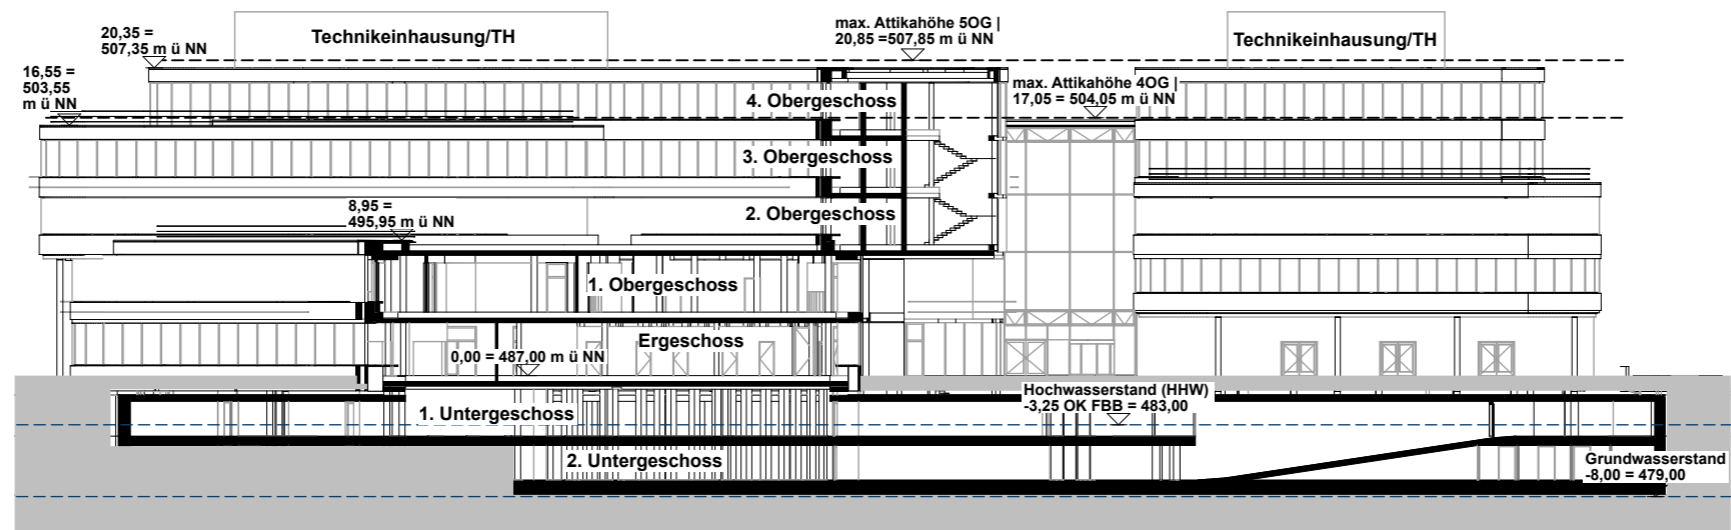 20,35 =
507,35 m ü NN
Technikeinhausung/TH
max. Attikahöhe 5OG |
20,85 =507,85 m ü NN
Technikeinhausung/TH
16,55 =
503,55
m ü NN
max. Attikahöhe 4OG |
17,05 = 504,05 m ü NN
4. Obergeschoss
3. Obergeschoss
2. Obergeschoss
8,95 =
495,95 m ü NN
1. Obergeschoss
Ergeschoss
0,00 = 487,00 m ü NN
Hochwasserstand (HHW)
-3,25 OK FBB = 483,00
1. Untergeschoss
2. Untergeschoss
Grundwasserstand
-8,00 = 479,00